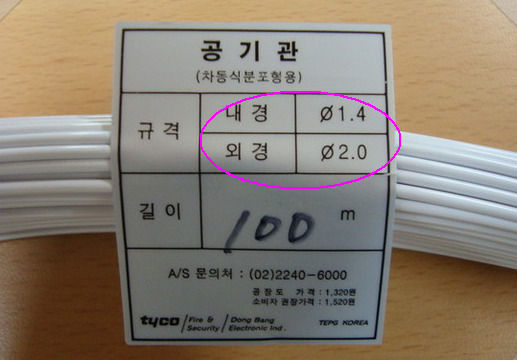 공기관
(차동식분포형용)
규격
내경 Ø1.4
외경 Ø2.0
길이 100 m
A/S 문의처 : (02)2240-6000
공장도 가격 : 1,320원
소비자 권장가격 : 1,520원
tyco / Fire & Security / Dong Bang Electronic Ind. TEPG KOREA